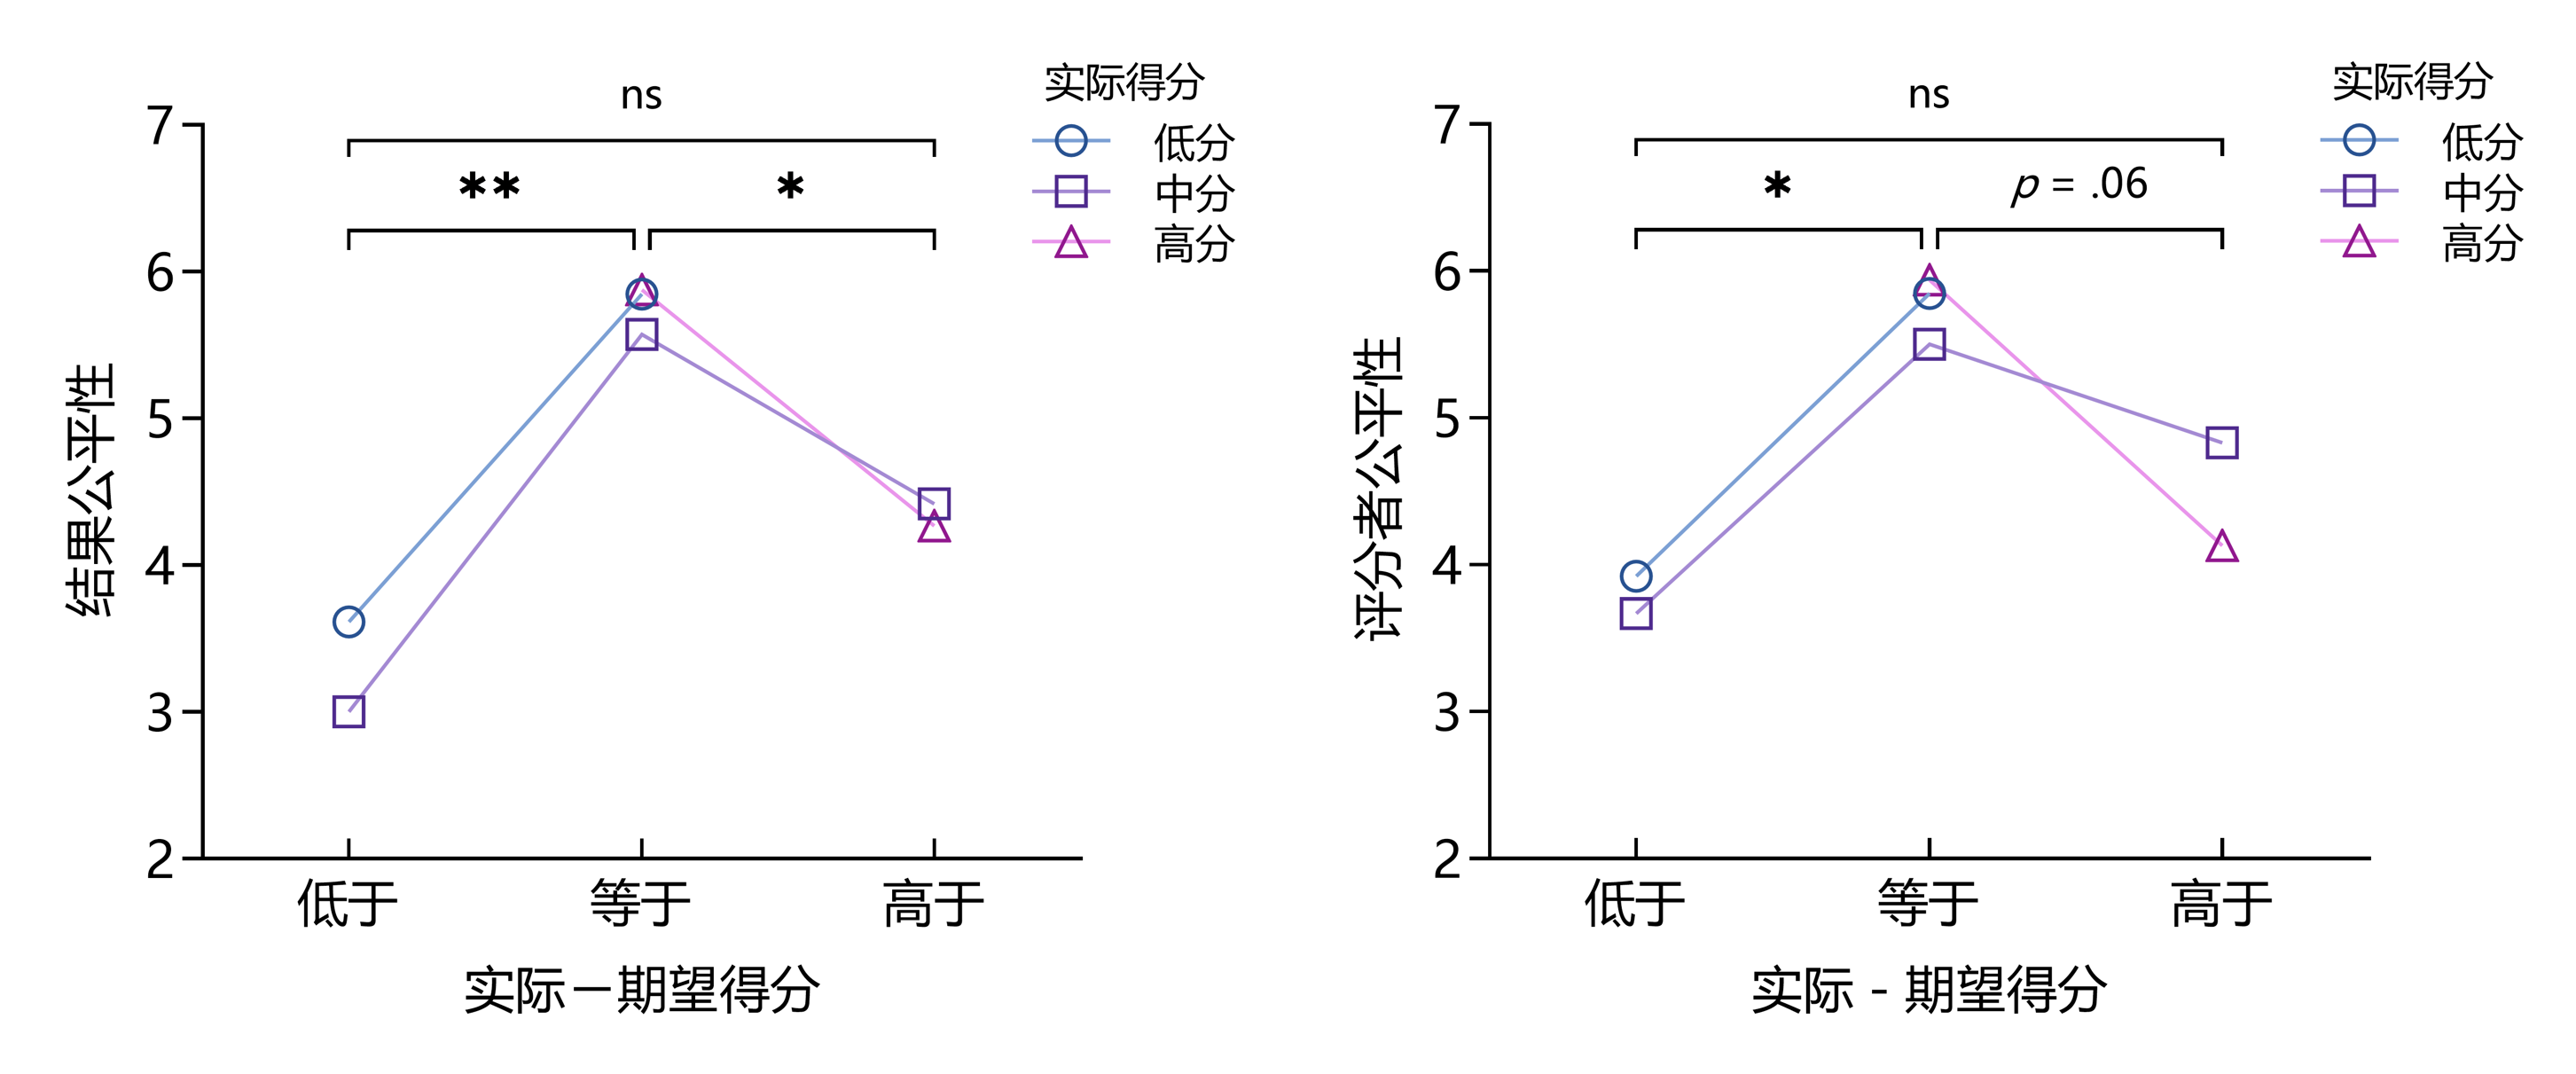 ns
** *
7
6
5
4
3
2
结果公平性
低于 等于 高于
实际－期望得分
实际得分
低分
中分
高分
ns
* p = .06
7
6
5
4
3
2
评分者公平性
低于 等于 高于
实际 - 期望得分
实际得分
低分
中分
高分